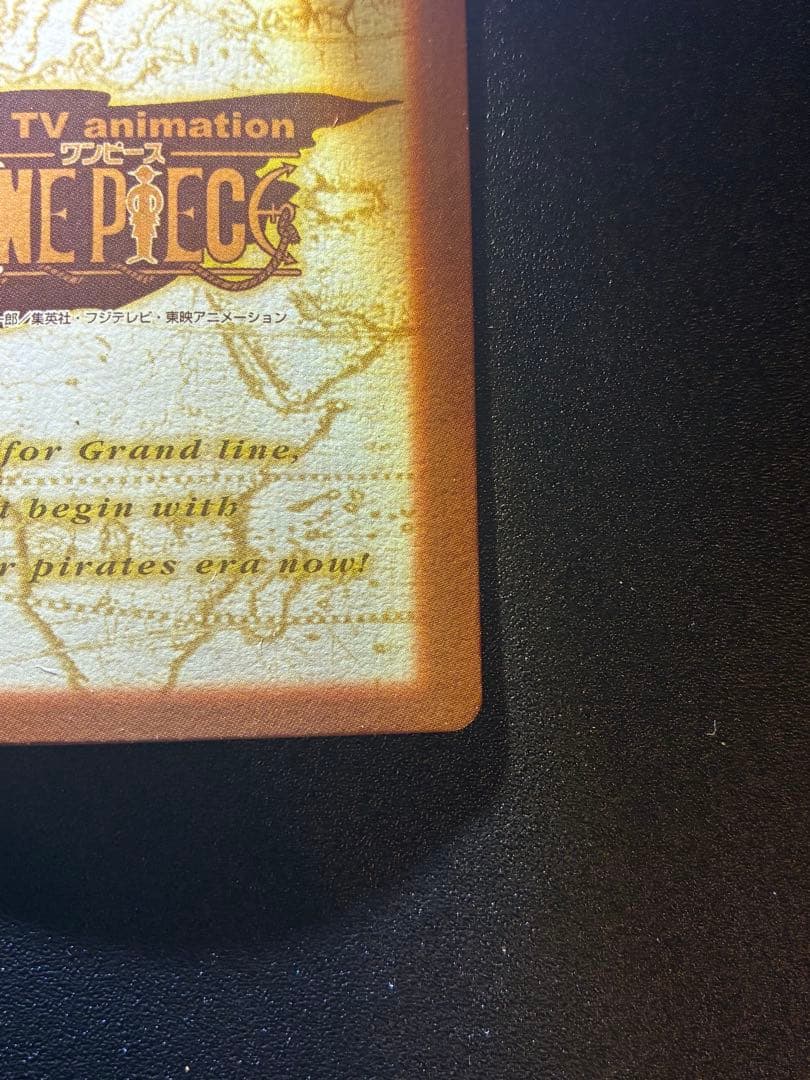 TV animation
ワンピース
NE PIECE
郎／集英社・フジテレビ・東映アニメーション
for Grand line,
t begin with
r pirates era now!